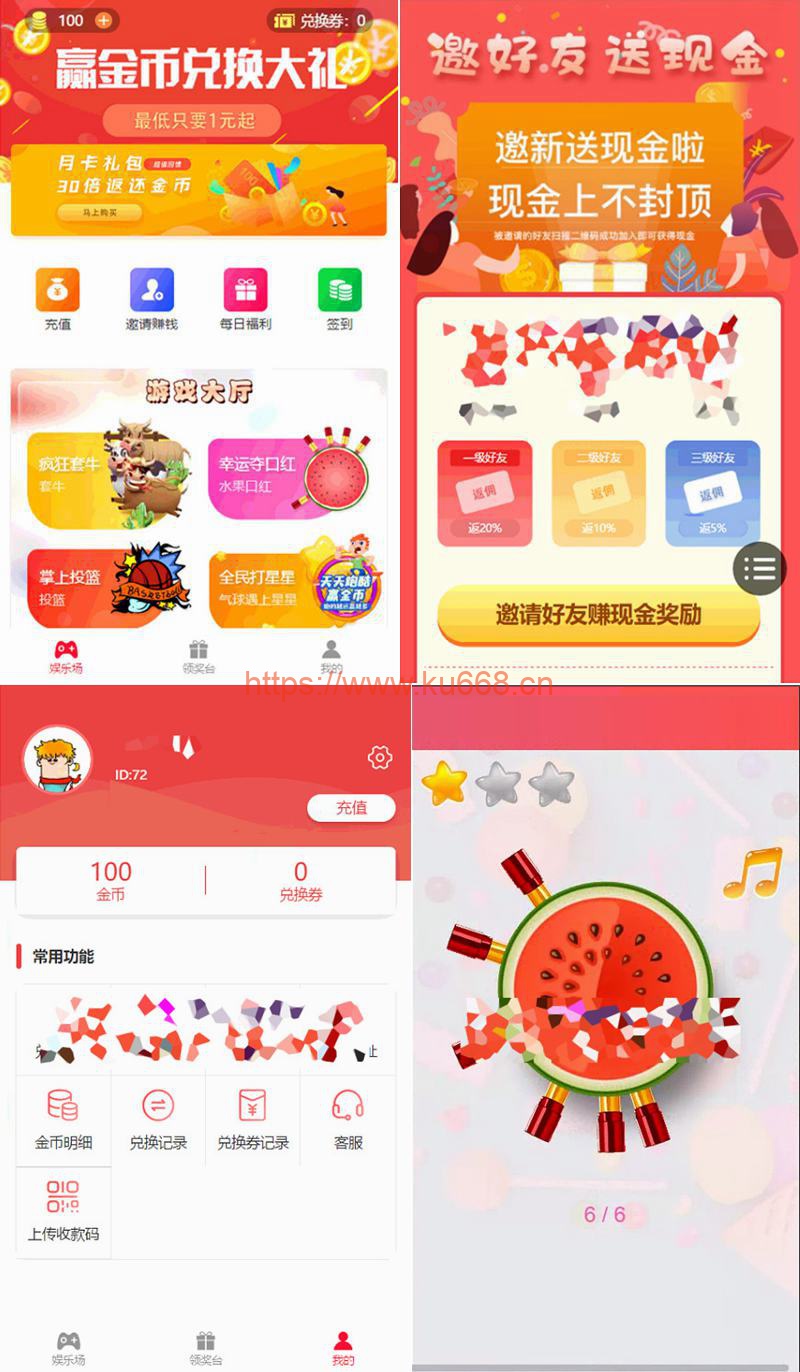 100
兑换券：0
赢金币兑换大礼
最低只要1元起
月卡礼包 超值回馈
30倍返还金币
马上购买
充值
邀请赚钱
每日福利
签到
游戏大厅
疯狂套牛
套牛
幸运夺口红
水果口红
掌上投篮
投篮
BASKETBALL
全民打星星
气球遇上星星
天天炮酷
赢金币
娱乐场
领奖台
我的
邀好友送现金
邀新送现金啦
现金上不封顶
被邀请的好友扫描二维码成功加入即可获得现金
一级好友
返佣
返20%
二级好友
返佣
返10%
三级好友
返佣
返5%
邀请好友赚现金奖励
https://www.ku668.cn
ID:72
充值
100
金币
0
兑换券
常用功能
金币明细
兑换记录
兑换券记录
客服
上传收款码
娱乐场
领奖台
我的
6 / 6